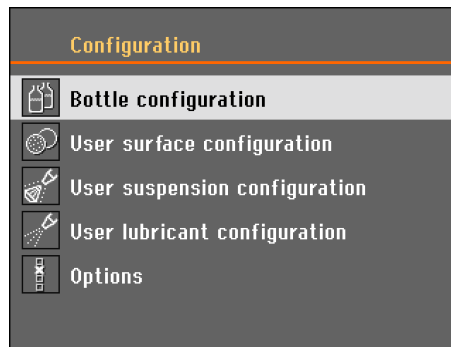 Configuration
Bottle configuration
User surface configuration
User suspension configuration
User lubricant configuration
Options